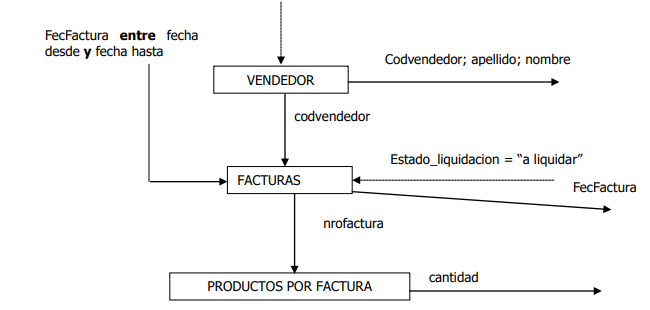 FecFactura entre fecha
desde y fecha hasta
Codvendedor; apellido; nombre
VENDEDOR
codvendedor
Estado_liquidacion = “a liquidar”
FACTURAS
FecFactura
nrofactura
PRODUCTOS POR FACTURA
cantidad